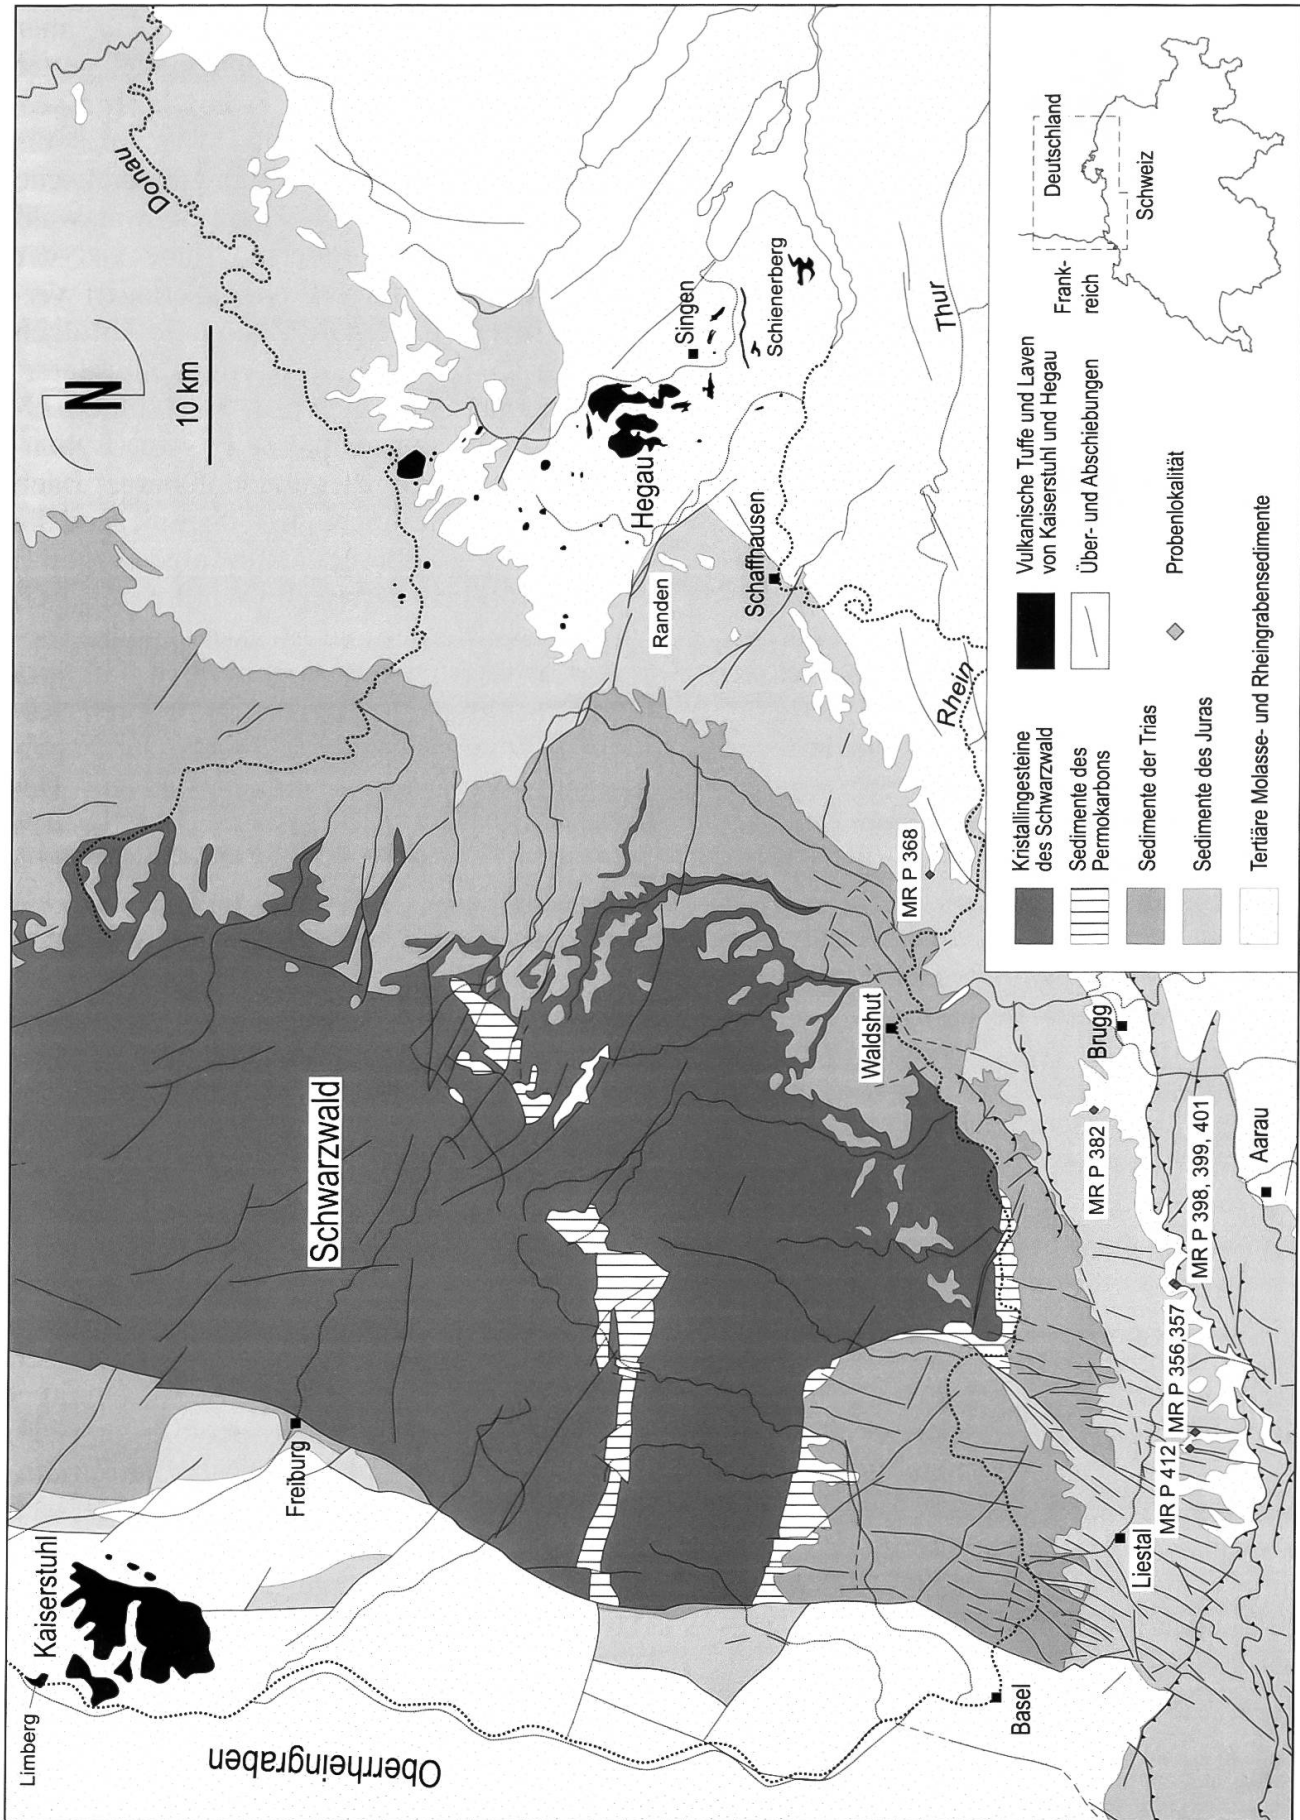 Limberg
Kaiserstuhl
Oberrheingraben
Freiburg
Schwarzwald
N
10 km
Donau
Hegau
Singen
Schienerberg
Randen
Schaffhausen
Thur
Rhein
MR P 368
Waldshut
Brugg
MR P 382
MR P 398, 399, 401
Aarau
MR P 356,357
MR P 412
Liestal
Basel
Kristallingesteine
des Schwarzwald
Sedimente des
Permokarbons
Sedimente der Trias
Sedimente des Juras
Tertiäre Molasse- und Rheingrabensedimente
Vulkanische Tuffe und Laven
von Kaiserstuhl und Hegau
Über- und Abschiebungen
Probenlokalität
Frank-
reich
Deutschland
Schweiz